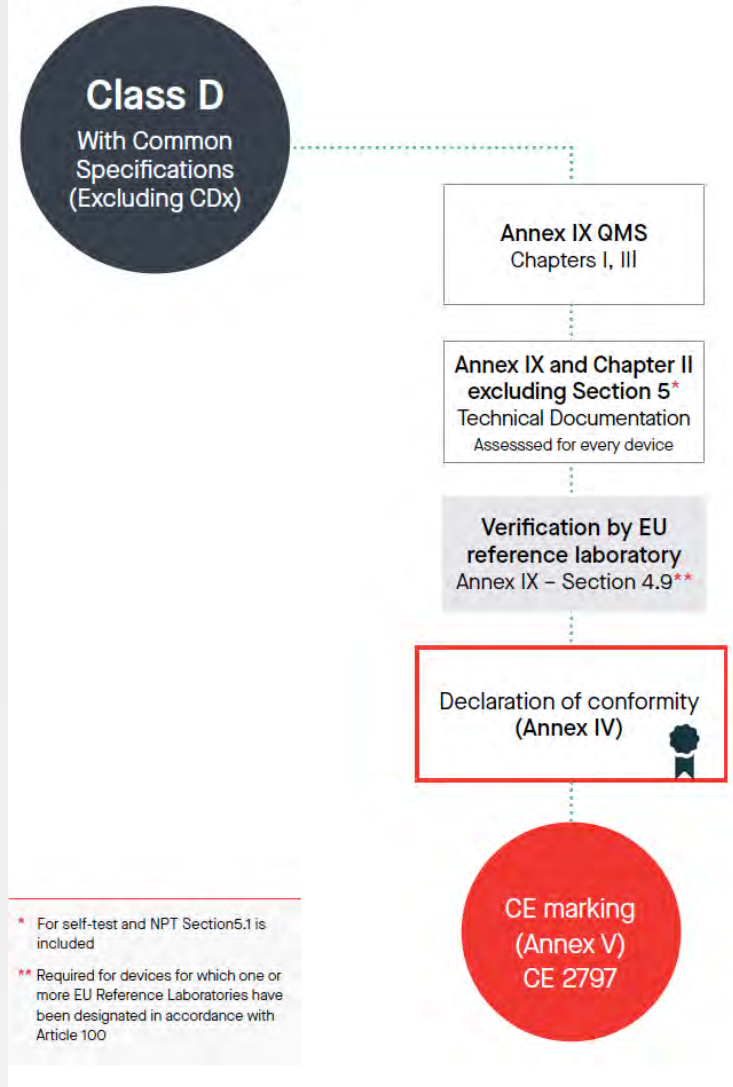 Class D
With Common
Specifications
(Excluding CDx)
Annex IX QMS
Chapters I, III
Annex IX and Chapter II
excluding Section 5*
Technical Documentation
Assesssed for every device
Verification by EU
reference laboratory
Annex IX – Section 4.9**
Declaration of conformity
(Annex IV)
CE marking
(Annex V)
CE 2797
* For self-test and NPT Section5.1 is
included
** Required for devices for which one or
more EU Reference Laboratories have
been designated in accordance with
Article 100